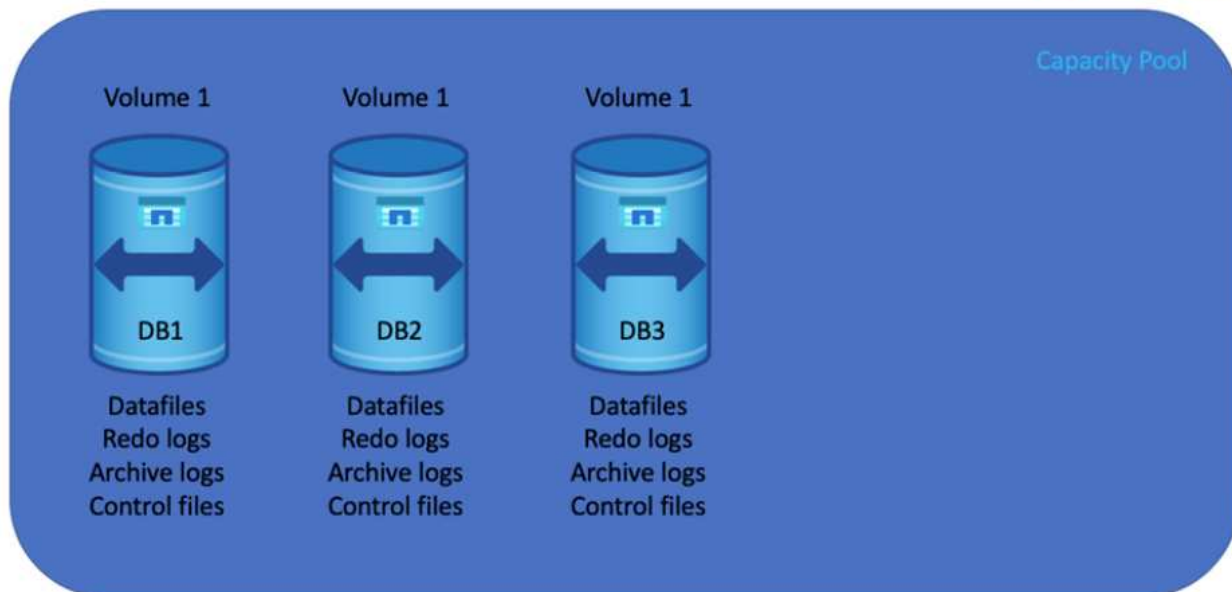 Capacity Pool
Volume 1
Volume 1
Volume 1
DB1
DB2
DB3
Datafiles
Redo logs
Archive logs
Control files
Datafiles
Redo logs
Archive logs
Control files
Datafiles
Redo logs
Archive logs
Control files